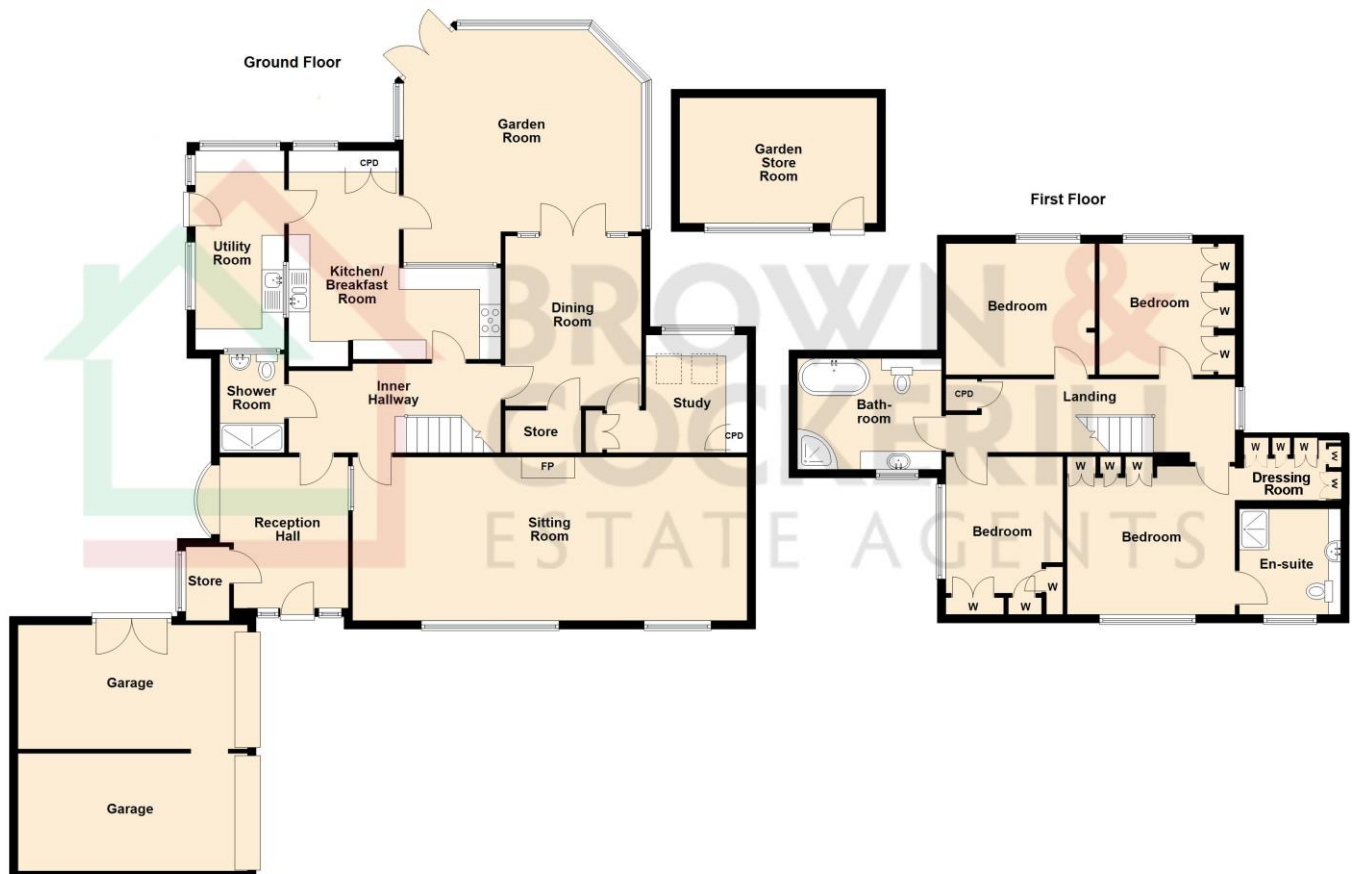 Ground Floor
Garden
Room
CPD
Utility
Room
Kitchen/
Breakfast
Room
Dining
Room
Shower
Room
Inner
Hallway
Store
Study
CPD
FP
Reception
Hall
Sitting
Room
Store
Garage
Garage
Garden
Store
Room
First Floor
Bedroom
Bedroom
W
W
W
Bath-
room
CPD
Landing
W
W
W
W
W
W
W
W
Dressing
Room
Bedroom
Bedroom
En-suite
W
W
W
BROWN &
COCKERILL
ESTATE AGENTS